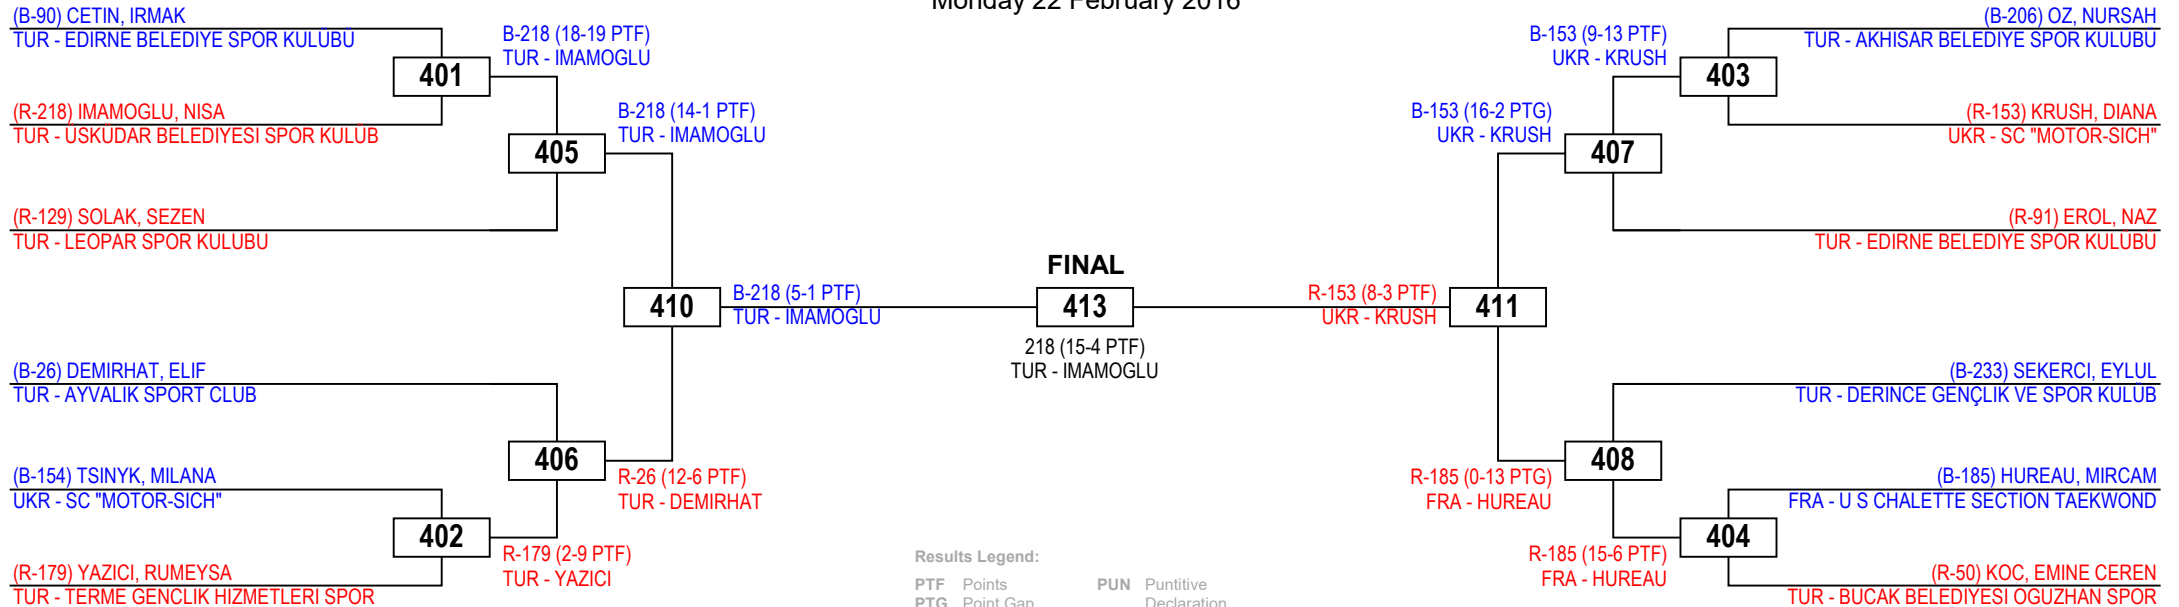 Monday 22 February 2016
(B-90) CETIN, IRMAK
TUR - EDIRNE BELEDIYE SPOR KULÜBÜ
B-218 (18-19 PTF)
TUR - IMAMOGLU
401
(R-218) IMAMOGLU, NISA
TUR - ÜSKÜDAR BELEDIYESI SPOR KULÜB
B-218 (14-1 PTF)
TUR - IMAMOGLU
405
(R-129) SOLAK, SEZEN
TUR - LEOPAR SPOR KULUBU
410
B-218 (5-1 PTF)
TUR - IMAMOGLU
(B-26) DEMIRHAT, ELIF
TUR - AYVALIK SPORT CLUB
406
R-26 (12-6 PTF)
TUR - DEMIRHAT
(B-154) TSINYK, MILANA
UKR - SC "MOTOR-SICH"
402
R-179 (2-9 PTF)
TUR - YAZICI
(R-179) YAZICI, RUMEYSA
TUR - TERME GENCLIK HIZMETLERI SPOR
FINAL
413
218 (15-4 PTF)
TUR - IMAMOGLU
(B-206) OZ, NURSAH
TUR - AKHISAR BELEDIYE SPOR KULÜBÜ
B-153 (9-13 PTF)
UKR - KRUSH
403
(R-153) KRUSH, DIANA
UKR - SC "MOTOR-SICH"
B-153 (16-2 PTG)
UKR - KRUSH
407
(R-91) EROL, NAZ
TUR - EDIRNE BELEDIYE SPOR KULÜBÜ
R-153 (8-3 PTF)
UKR - KRUSH
411
(B-233) SEKERCI, EYLUL
TUR - DERINCE GENÇLIK VE SPOR KULÜB
408
R-185 (0-13 PTG)
FRA - HUREAU
(B-185) HUREAU, MIRCAM
FRA - U S CHALETTE SECTION TAEKWOND
404
R-185 (15-6 PTF)
FRA - HUREAU
(R-50) KOC, EMINE CEREN
TUR - BUCAK BELEDIYESI OGUZHAN SPOR
Results Legend:
PTF Points PUN Puntitive
PTG Point Gap Declaration